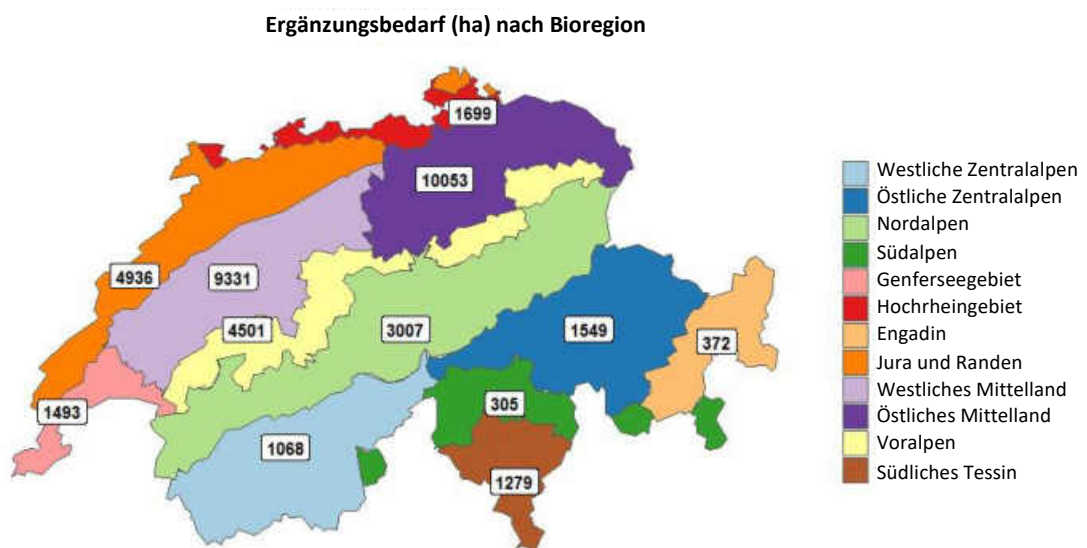 Ergänzungsbedarf (ha) nach Bioregion
1699
10053
4936
9331
4501
3007
1549
372
1493
305
1068
1279
Westliche Zentralalpen
Östliche Zentralalpen
Nordalpen
Südalpen
Genferseegebiet
Hochrheingebiet
Engadin
Jura und Randen
Westliches Mittelland
Östliches Mittelland
Voralpen
Südliches Tessin